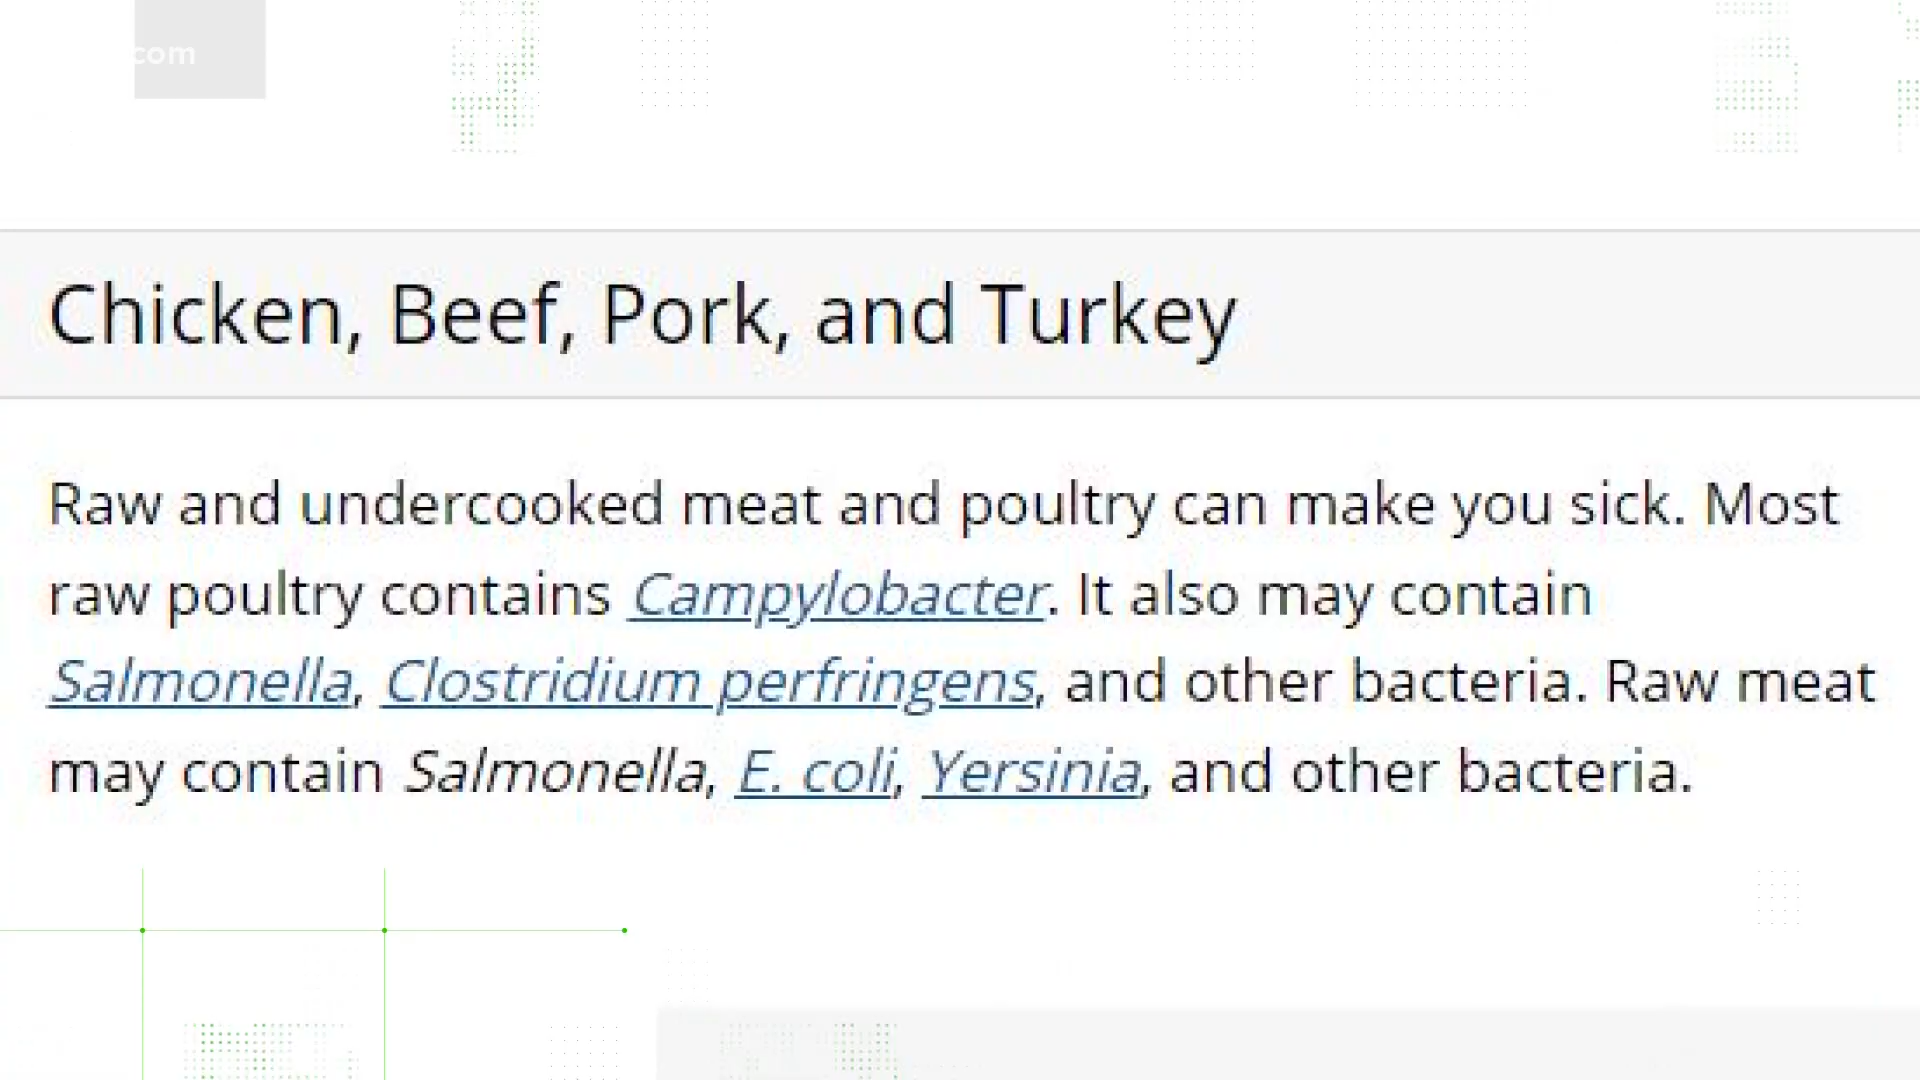 .com
Chicken, Beef, Pork, and Turkey
Raw and undercooked meat and poultry can make you sick. Most
raw poultry contains Campylobacter. It also may contain
Salmonella, Clostridium perfringens, and other bacteria. Raw meat
may contain Salmonella, E. coli, Yersinia, and other bacteria.